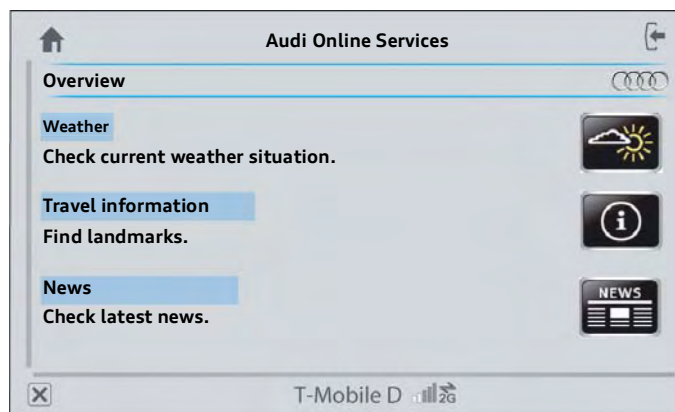 Audi Online Services
Overview
Weather
Check current weather situation.
Travel information
Find landmarks.
News
Check latest news.
NEWS
T-Mobile D 2G